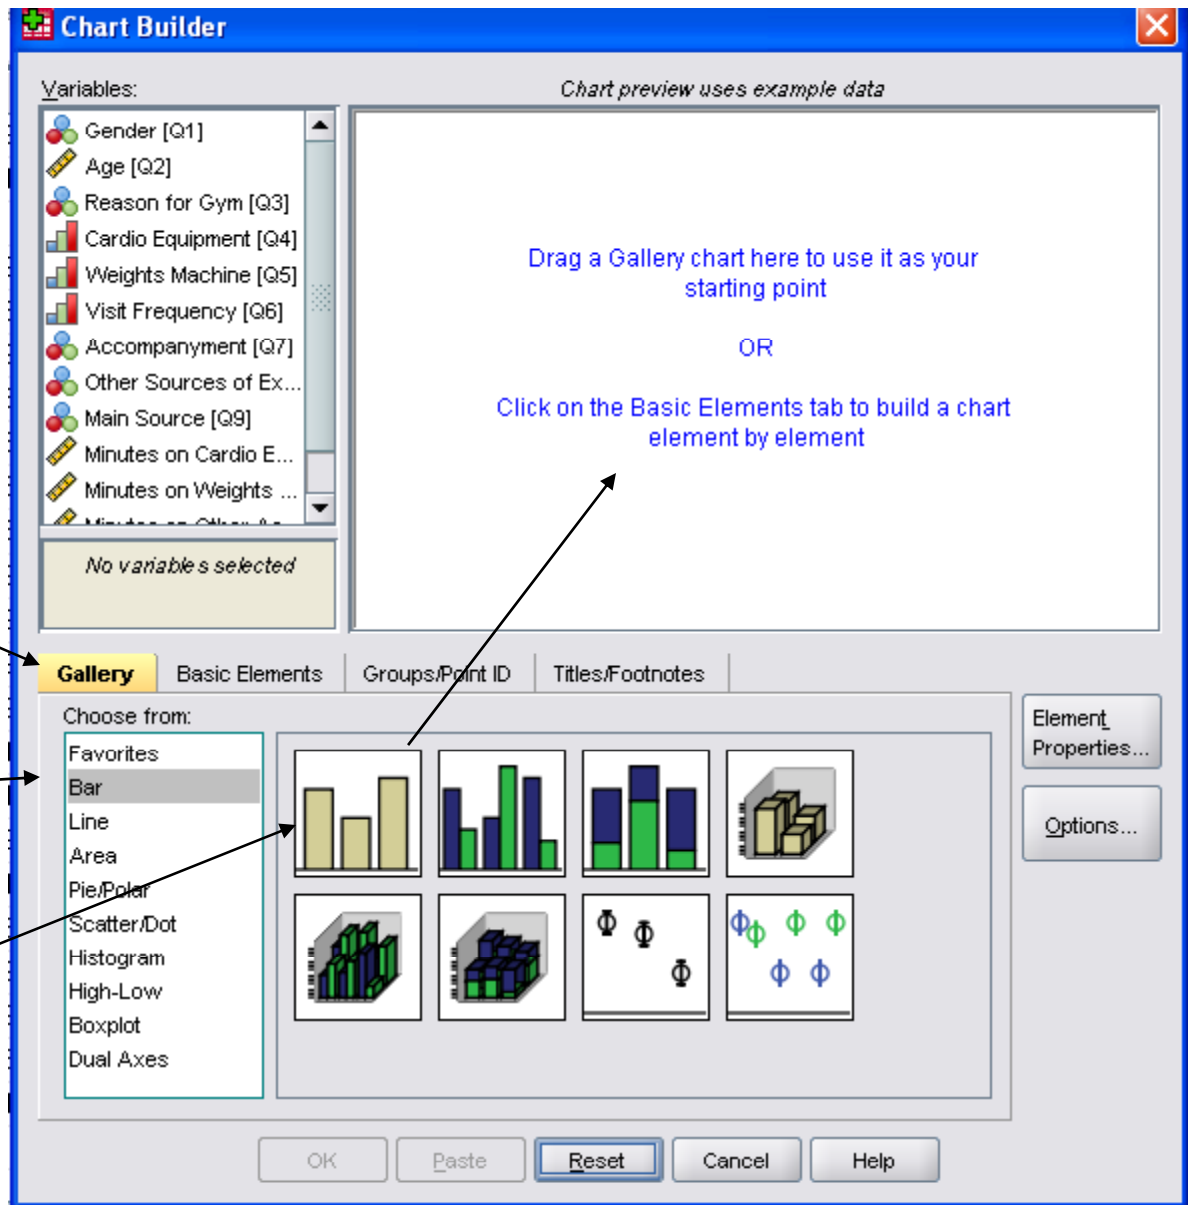 Chart Builder
Variables:
Chart preview uses example data
Gender [Q1]
Age [Q2]
Reason for Gym [Q3]
Cardio Equipment [Q4]
Weights Machine [Q5]
Visit Frequency [Q6]
Accompanyment [Q7]
Other Sources of Ex...
Main Source [Q9]
Minutes on Cardio E...
Minutes on Weights ...
Minutes on Other Ac...
No variables selected
Drag a Gallery chart here to use it as your
starting point
OR
Click on the Basic Elements tab to build a chart
element by element
Gallery
Basic Elements
Groups/Point ID
Titles/Footnotes
Choose from:
Favorites
Bar
Line
Area
Pie/Polar
Scatter/Dot
Histogram
High-Low
Boxplot
Dual Axes
Element
Properties...
Options...
OK
Paste
Reset
Cancel
Help